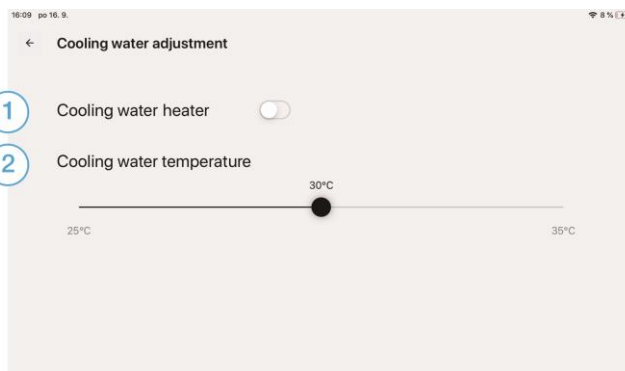 16:09 po 16. 9. 8 %
← Cooling water adjustment
1 Cooling water heater
2 Cooling water temperature
30°C
25°C 35°C